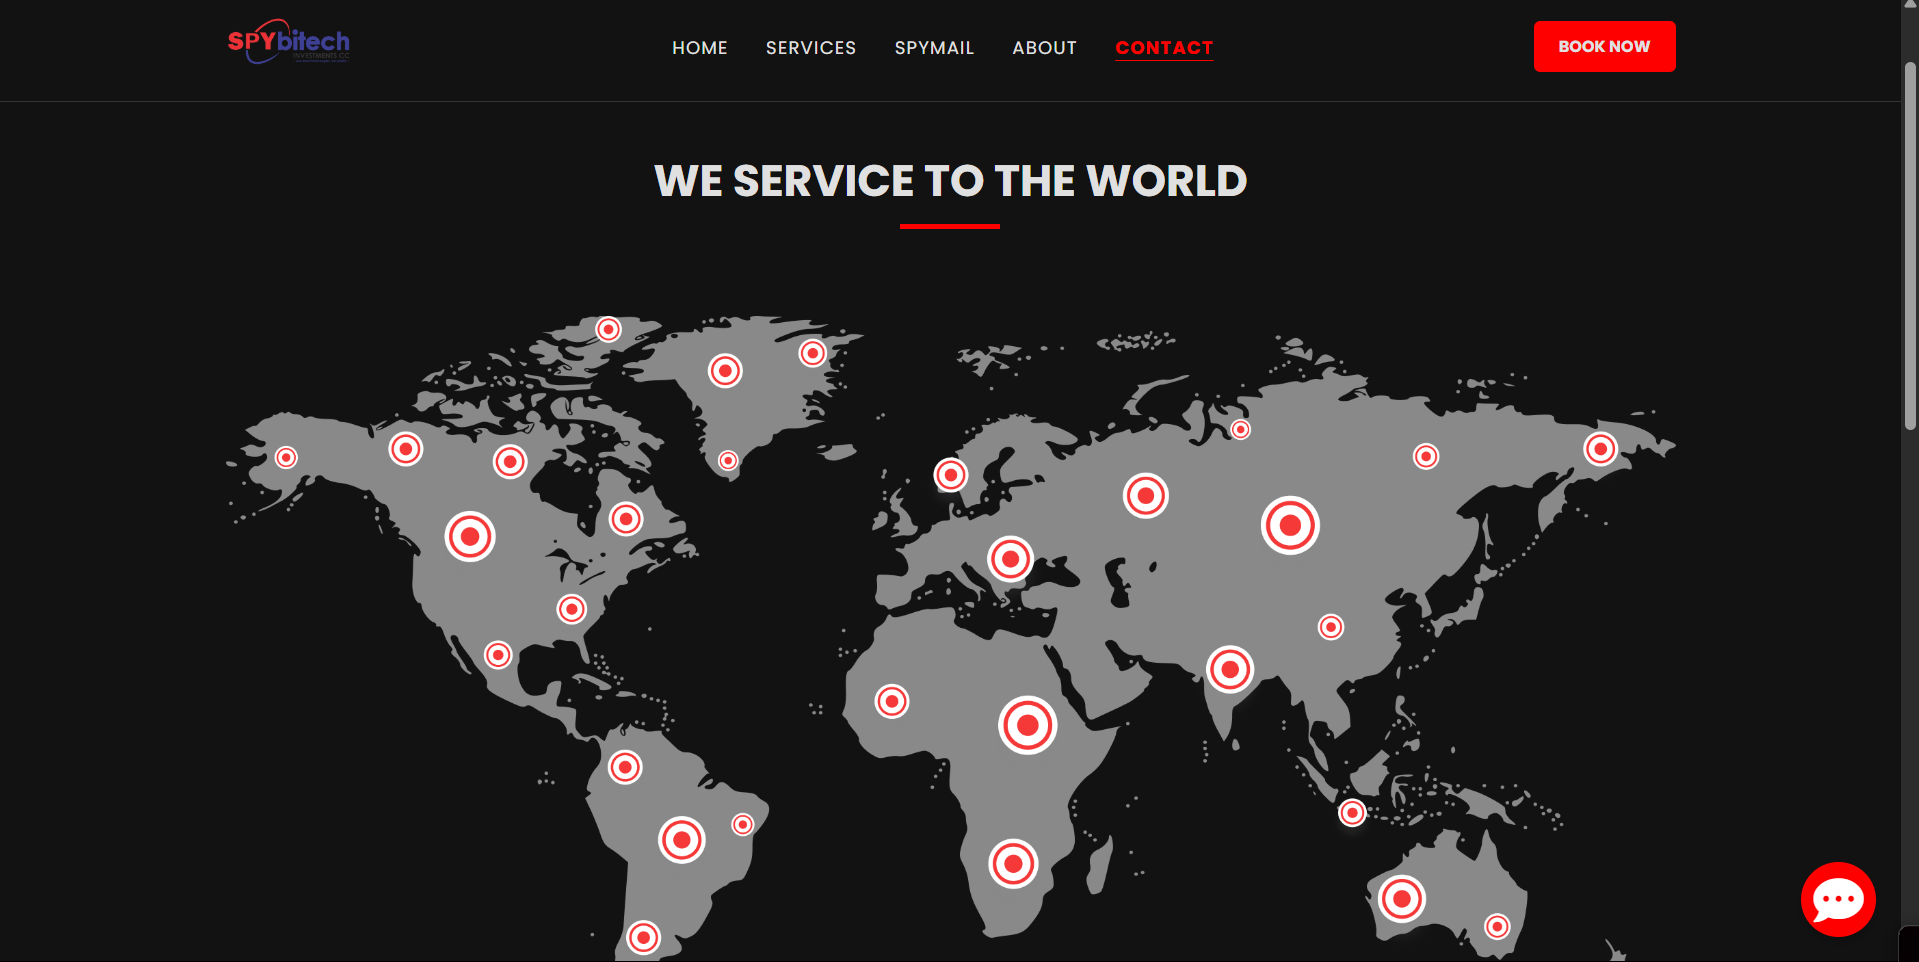 SPYbitech
INVESTMENTS CC
HOME
SERVICES
SPYMAIL
ABOUT
CONTACT
BOOK NOW
WE SERVICE TO THE WORLD